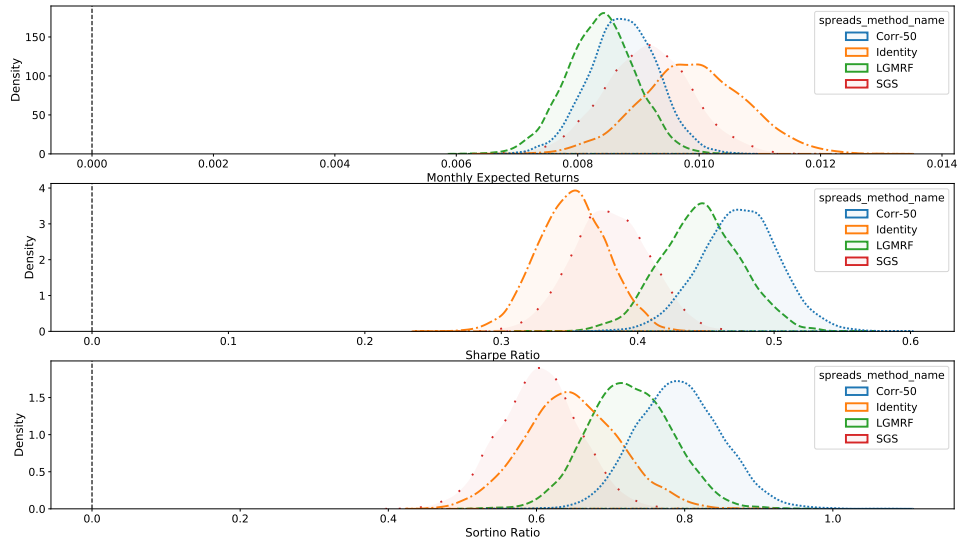 spreads_method_name
Corr-50
Identity
LGMRF
SGS
Density
150
100
50
0
0.000 0.002 0.004 0.006 0.008 0.010 0.012 0.014
Monthly Expected Returns
spreads_method_name
Corr-50
Identity
LGMRF
SGS
Density
4
3
2
1
0
0.0 0.1 0.2 0.3 0.4 0.5 0.6
Sharpe Ratio
spreads_method_name
Corr-50
Identity
LGMRF
SGS
Density
1.5
1.0
0.5
0.0
0.0 0.2 0.4 0.6 0.8 1.0
Sortino Ratio